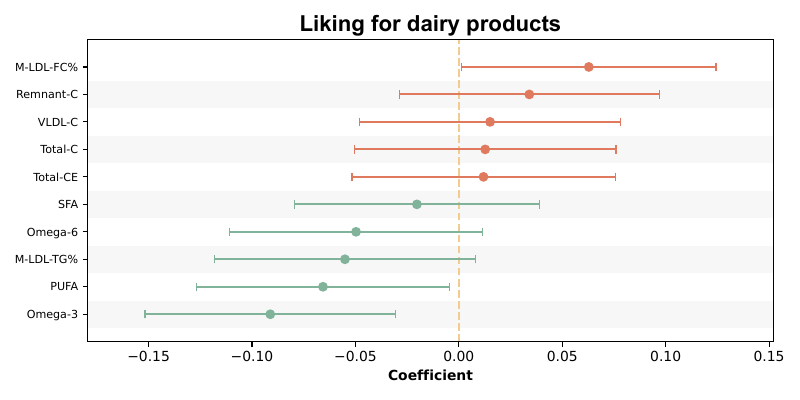 Liking for dairy products
M-LDL-FC%
Remnant-C
VLDL-C
Total-C
Total-CE
SFA
Omega-6
M-LDL-TG%
PUFA
Omega-3
−0.15 −0.10 −0.05 0.00 0.05 0.10 0.15
Coefficient